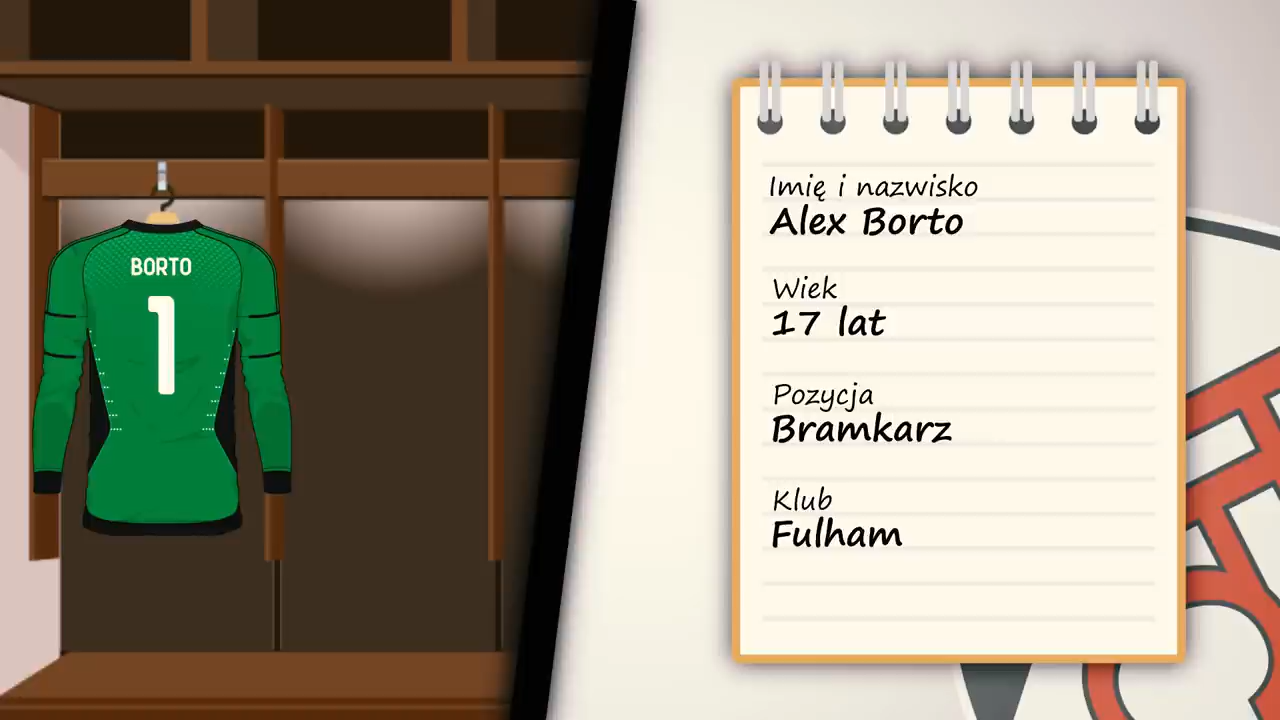 BORTO
1
Imię i nazwisko
Alex Borto
Wiek
17 lat
Pozycja
Bramkarz
Klub
Fulham